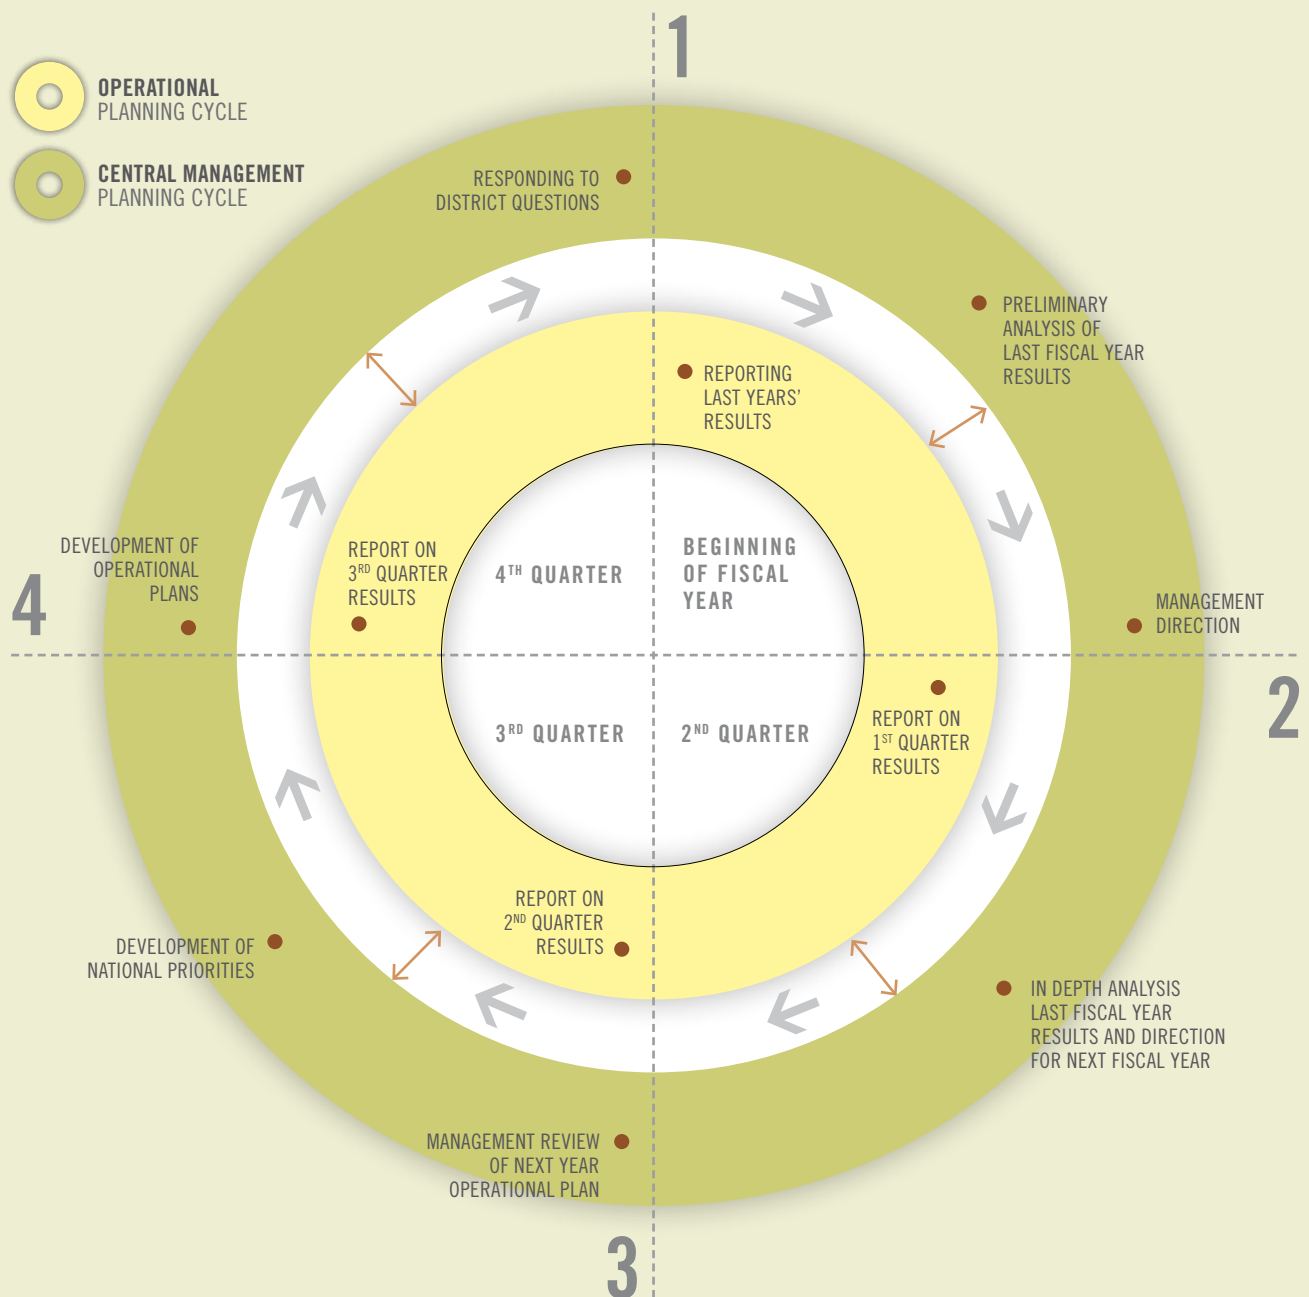 1
OPERATIONAL
PLANNING CYCLE
CENTRAL MANAGEMENT
PLANNING CYCLE
RESPONDING TO
DISTRICT QUESTIONS
PRELIMINARY
ANALYSIS OF
LAST FISCAL YEAR
RESULTS
REPORTING
LAST YEARS’
RESULTS
DEVELOPMENT OF
OPERATIONAL
PLANS
REPORT ON
3RD QUARTER
RESULTS
4TH QUARTER
BEGINNING
OF FISCAL
YEAR
MANAGEMENT
DIRECTION
4
2
3RD QUARTER
2ND QUARTER
REPORT ON
1ST QUARTER
RESULTS
REPORT ON
2ND QUARTER
RESULTS
DEVELOPMENT OF
NATIONAL PRIORITIES
IN DEPTH ANALYSIS
LAST FISCAL YEAR
RESULTS AND DIRECTION
FOR NEXT FISCAL YEAR
MANAGEMENT REVIEW
OF NEXT YEAR
OPERATIONAL PLAN
3